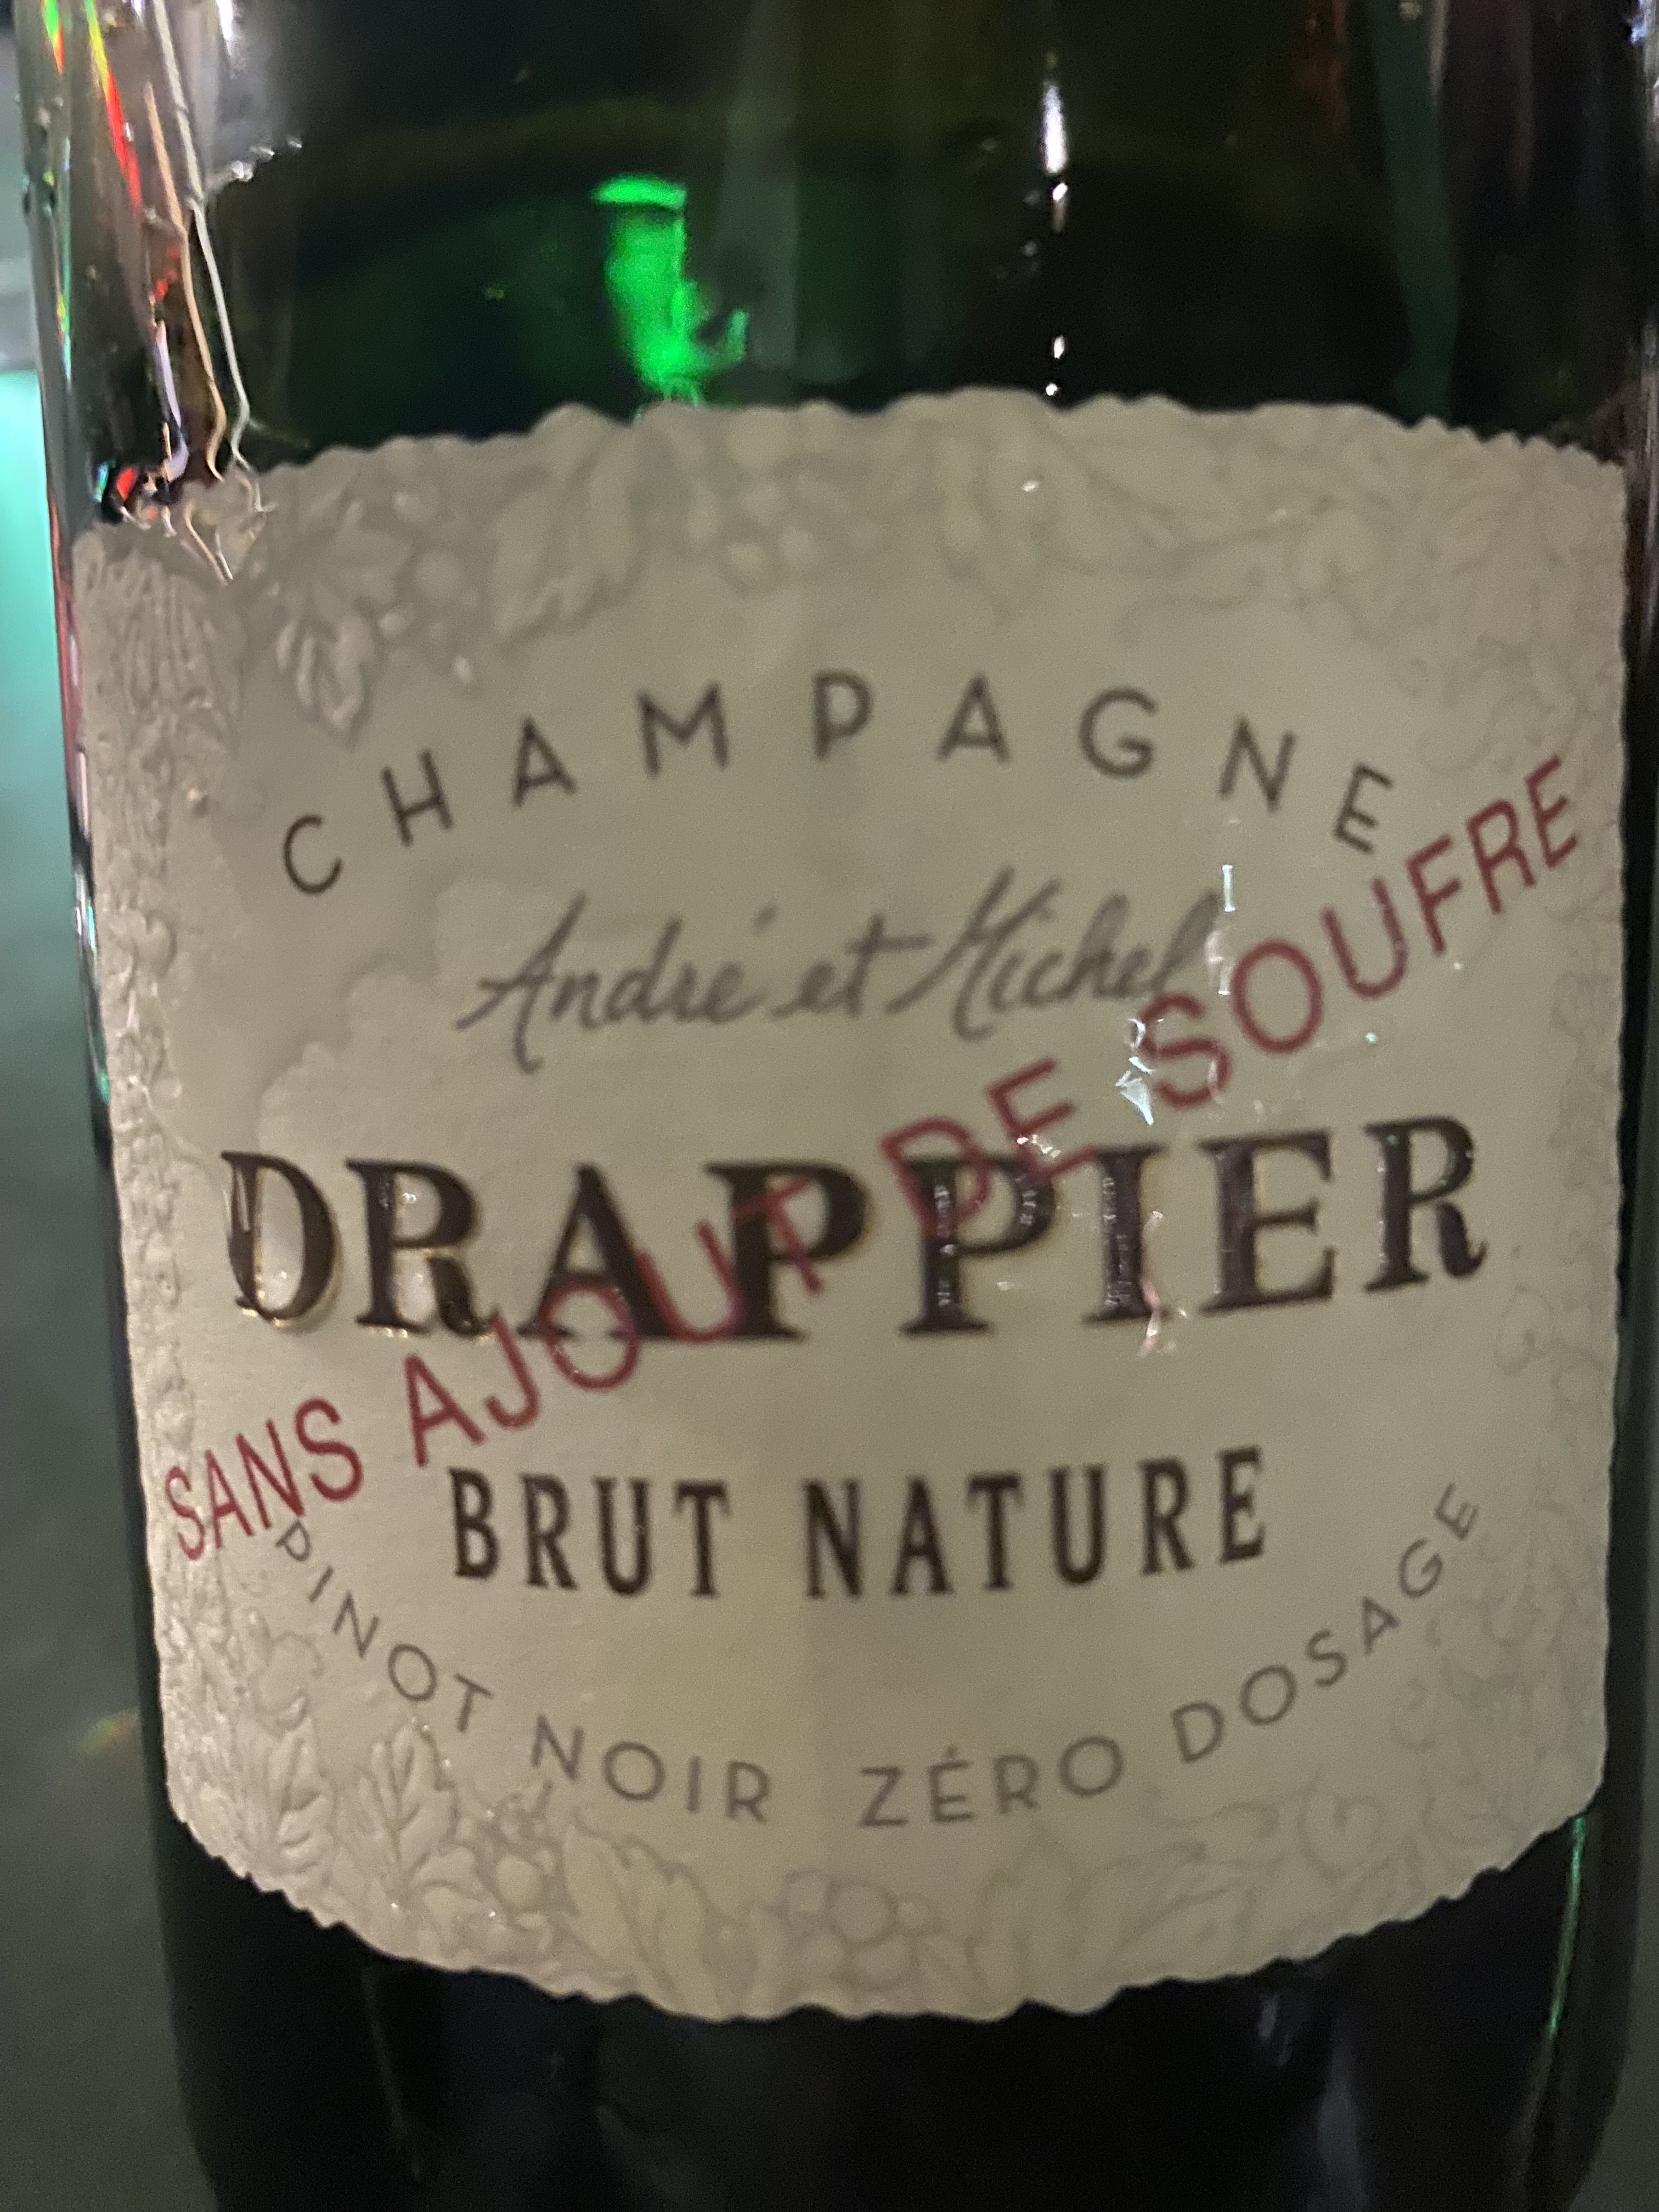 CHAMPAGNE
André et Michel
DRAPPIER
SANS AJOUT DE SOUFRE
BRUT NATURE
PINOT NOIR ZÉRO DOSAGE